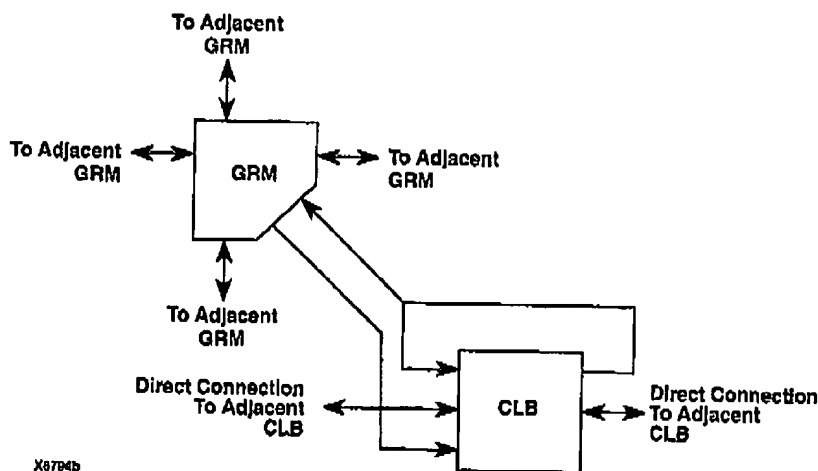 To Adjacent
GRM
To Adjacent
GRM
GRM
To Adjacent
GRM
To Adjacent
GRM
Direct Connection
To Adjacent
CLB
CLB
Direct Connection
To Adjacent
CLB
X8794b